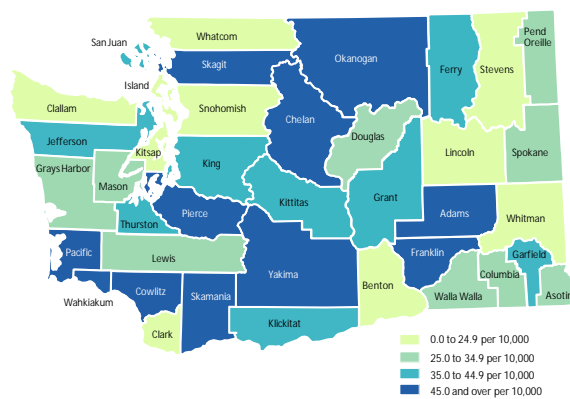 Whatcom
Pend
Oreille
San Juan
Okanogan
Skagit
Ferry
Stevens
Island
Clallam
Snohomish
Chelan
Jefferson
Douglas
Kitsap
Lincoln
Spokane
Grays Harbor
King
Mason
Grant
Kittitas
Pierce
Adams
Whitman
Thurston
Pacific
Lewis
Franklin
Garfield
Yakima
Columbia
Benton
Cowlitz
Skamania
Walla Walla
Asotin
Wahkiakum
Klickitat
Clark
0.0 to 24.9 per 10,000
25.0 to 34.9 per 10,000
35.0 to 44.9 per 10,000
45.0 and over per 10,000